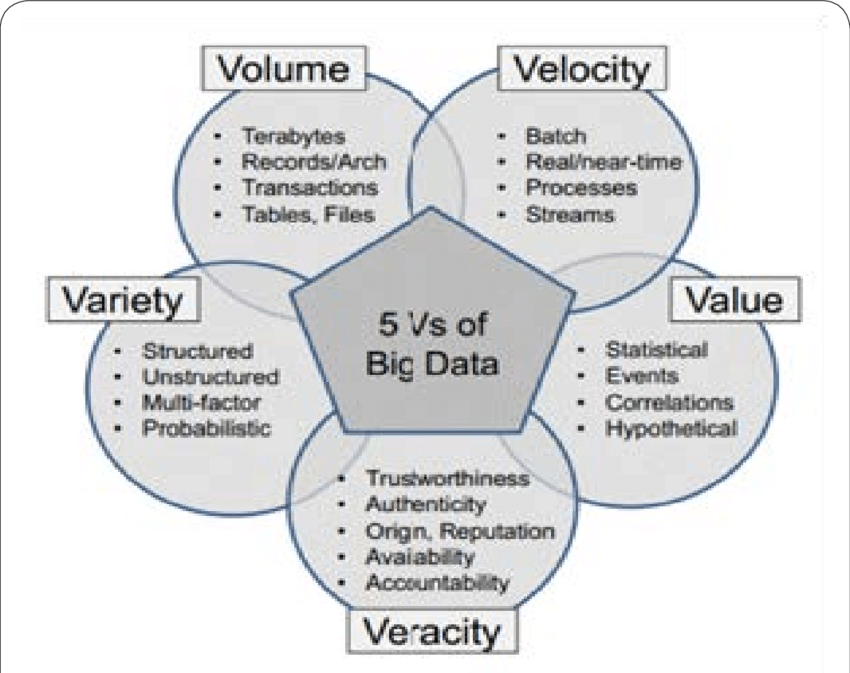 Volume
• Terabytes
• Records/Arch
• Transactions
• Tables, Files
Velocity
• Batch
• Real/near-time
• Processes
• Streams
Variety
• Structured
• Unstructured
• Multi-factor
• Probabilistic
5 Vs of
Big Data
Value
• Statistical
• Events
• Correlations
• Hypothetical
• Trustworthiness
• Authenticity
• Origin, Reputation
• Availability
• Accountability
Veracity